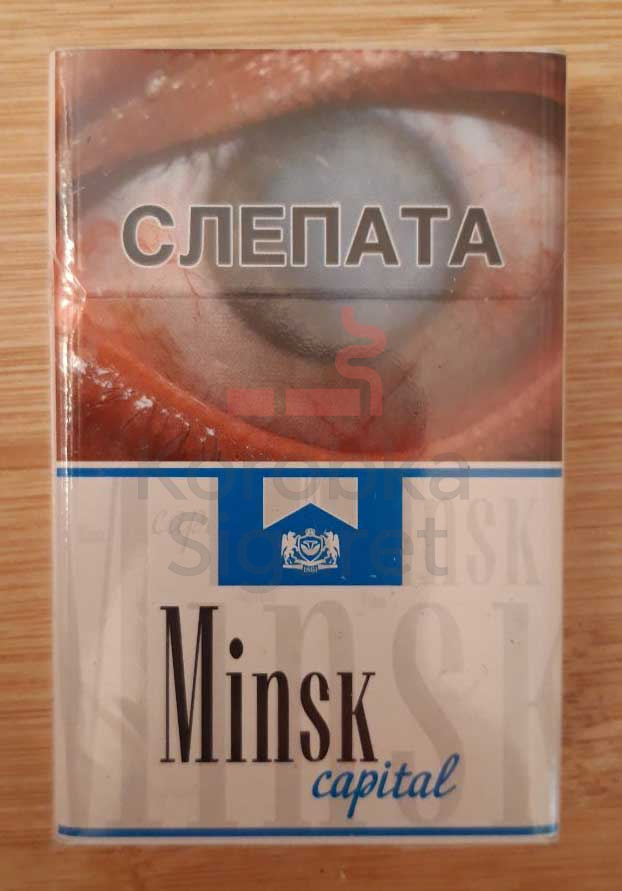 СЛЕПАТА
Korobka
Sigaret
Minsk
capital